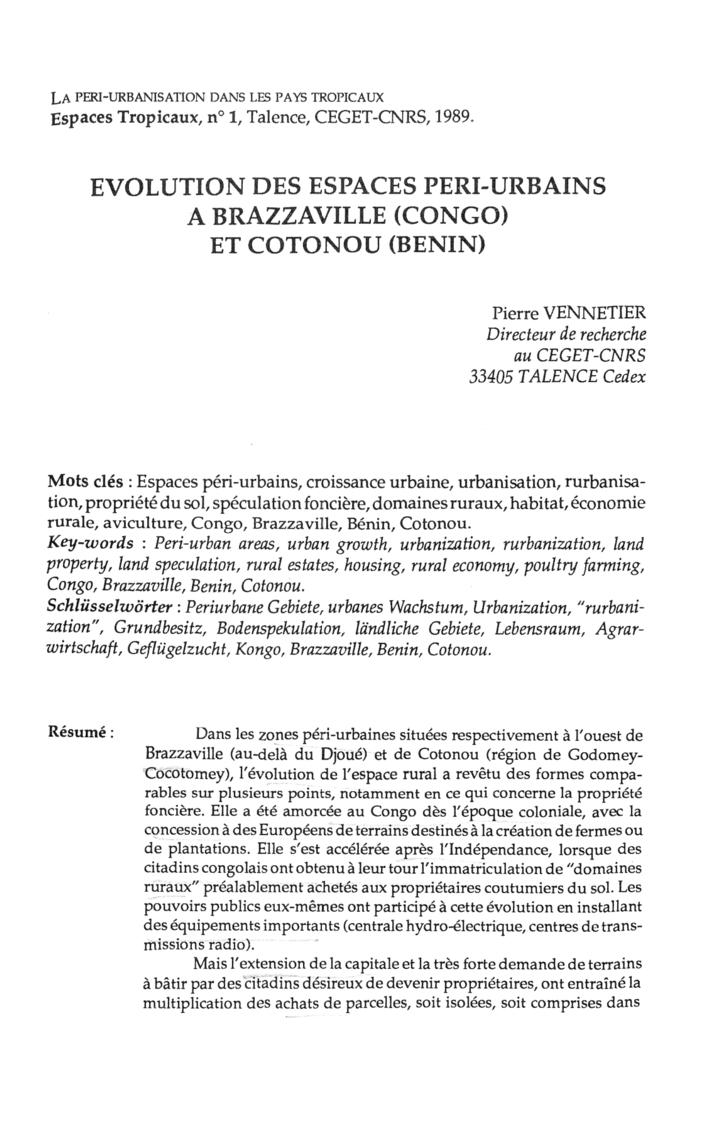 LA PERI-URBANISATION DANS LES PAYS TROPICAUX
Espaces Tropicaux, n° 1, Talence, CEGET-CNRS, 1989.
EVOLUTION DES ESPACES PERI-URBAINS
A BRAZZAVILLE (CONGO)
ET COTONOU (BENIN)
Pierre VENNETIER
Directeur de recherche
au CEGET-CNRS
33405 TALENCE Cedex
Mots clés : Espaces péri-urbains, croissance urbaine, urbanisation, rurbanisa-
tion, propriété du sol, spéculation foncière, domaines ruraux, habitat, économie
rurale, aviculture, Congo, Brazzaville, Bénin, Cotonou.
Key-words : Peri-urban areas, urban growth, urbanization, rurbanization, land
property, land speculation, rural estates, housing, rural economy, poultry farming,
Congo, Brazzaville, Benin, Cotonou.
Schlüsselwörter : Periurbane Gebiete, urbanes Wachstum, Urbanization, "rurbani-
zation", Grundbesitz, Bodenspekulation, ländliche Gebiete, Lebensraum, Agrar-
wirtschaft, Geflügelzucht, Kongo, Brazzaville, Benin, Cotonou.
Résumé : Dans les zones péri-urbaines situées respectivement à l'ouest de
Brazzaville (au-delà du Djoué) et de Cotonou (région de Godomey-
Cocotomey), l'évolution de l'espace rural a revêtu des formes compa-
rables sur plusieurs points, notamment en ce qui concerne la propriété
foncière. Elle a été amorcée au Congo dès l'époque coloniale, avec la
concession à des Européens de terrains destinés à la création de fermes ou
de plantations. Elle s'est accélérée après l'Indépendance, lorsque des
citadins congolais ont obtenu à leur tour l'immatriculation de "domaines
ruraux" préalablement achetés aux propriétaires coutumiers du sol. Les
pouvoirs publics eux-mêmes ont participé à cette évolution en installant
des équipements importants (centrale hydro-électrique, centres de trans-
missions radio).
Mais l'extension de la capitale et la très forte demande de terrains
à bâtir par des citadins désireux de devenir propriétaires, ont entraîné la
multiplication des achats de parcelles, soit isolées, soit comprises dans